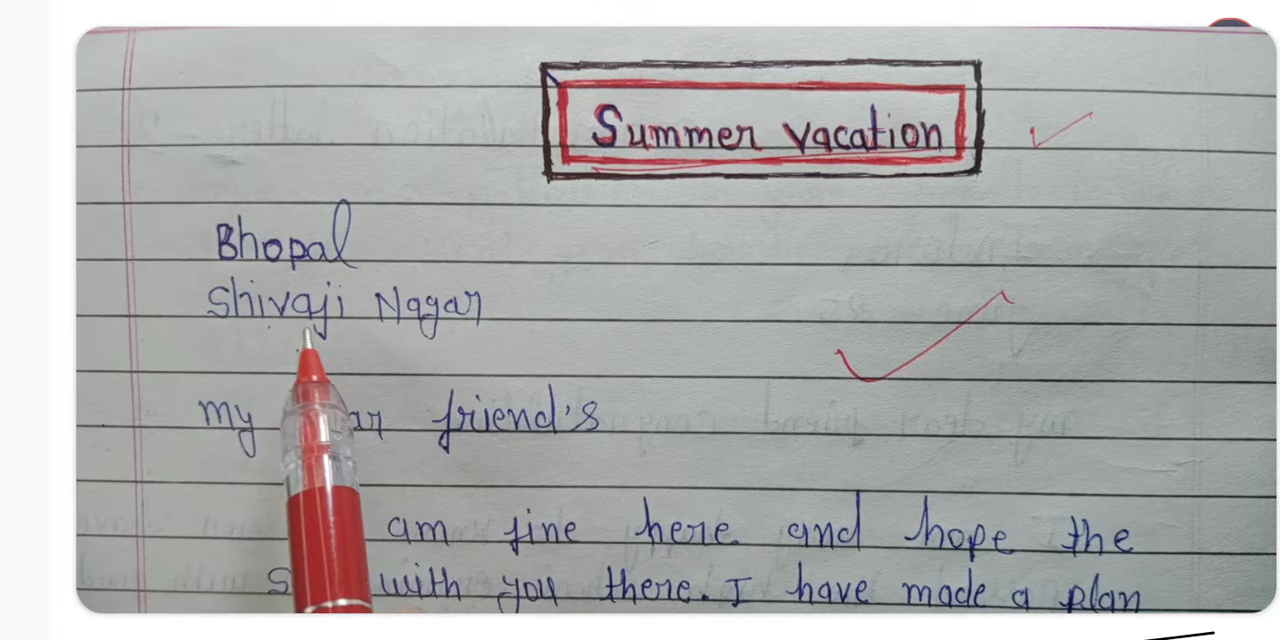 Summer vacation
Bhopal
Shivaji Nagar
my friend's
am fine here and hope the
with you there. I have made a plan